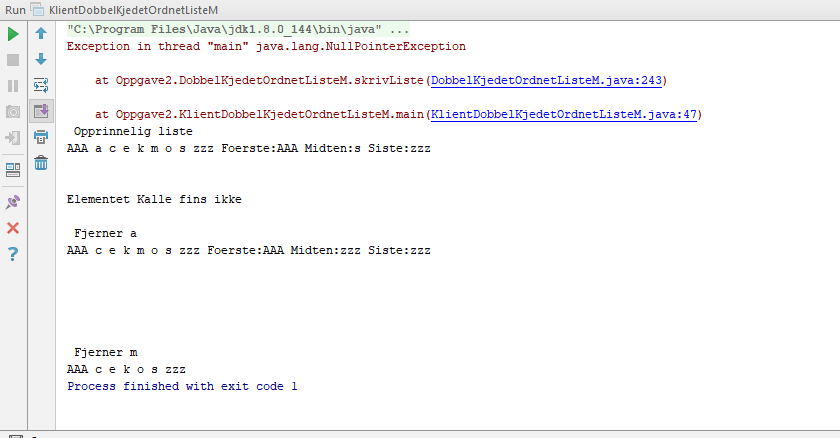 Run KlientDobbelKjedetOrdnetListeM
"C:\Program Files\Java\jdk1.8.0_144\bin\java" ...
Exception in thread "main" java.lang.NullPointerException
at Oppgave2.DobbelKjedetOrdnetListeM.skrivListe(DobbelKjedetOrdnetListeM.java:243)
at Oppgave2.KlientDobbelKjedetOrdnetListeM.main(KlientDobbelKjedetOrdnetListeM.java:47)
Opprinnelig liste
AAA a c e k m o s zzz Foerste:AAA Midten:s Siste:zzz
Elementet Kalle fins ikke
Fjerner a
AAA c e k m o s zzz Foerste:AAA Midten:zzz Siste:zzz
Fjerner m
AAA c e k o s zzz
Process finished with exit code 1